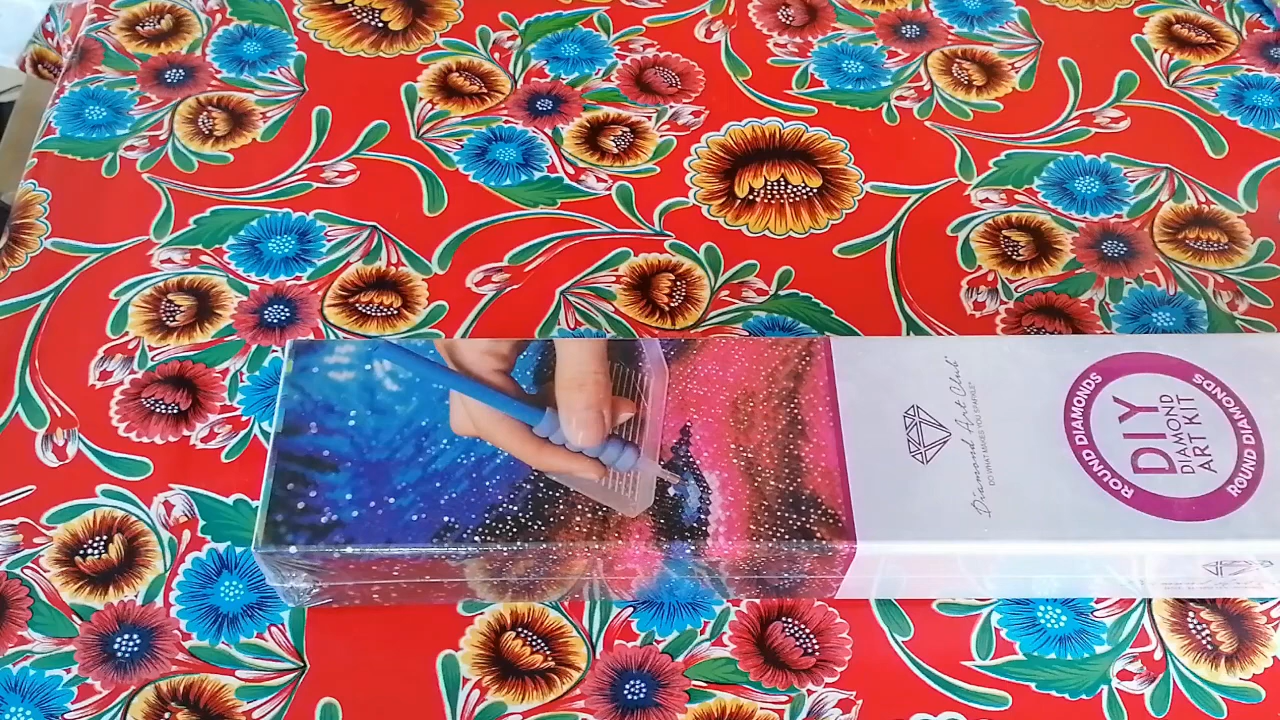 Diamond Art Club
DO WHAT MAKES YOU SPARKLE
ROUND DIAMONDS
DIY
DIAMOND
ART KIT
ROUND DIAMONDS